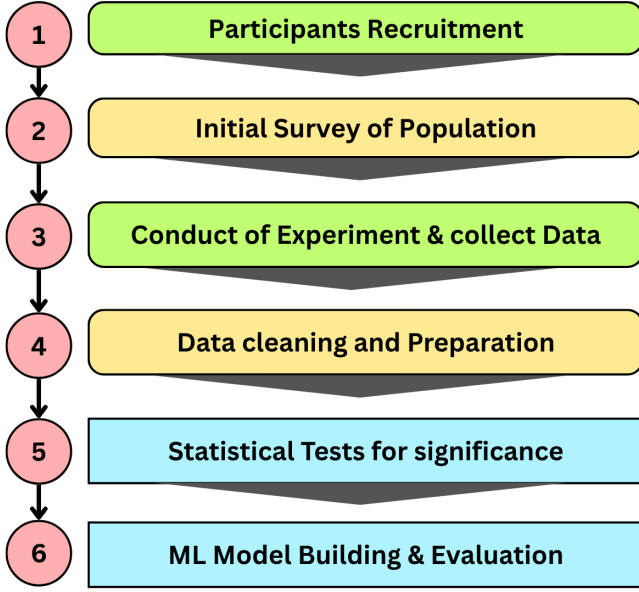 1
Participants Recruitment
2
Initial Survey of Population
3
Conduct of Experiment & collect Data
4
Data cleaning and Preparation
5
Statistical Tests for significance
6
ML Model Building & Evaluation